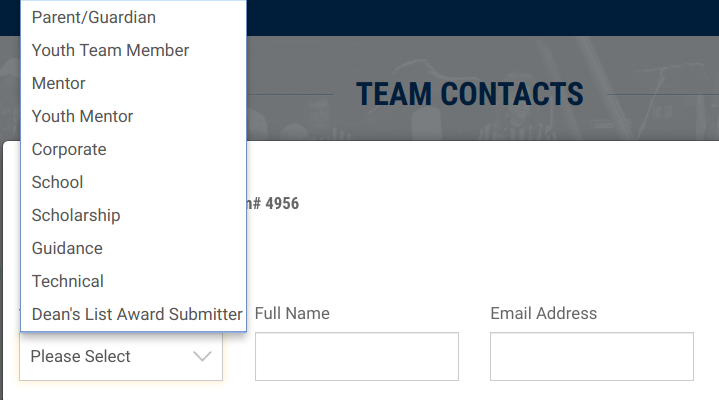 Parent/Guardian
Youth Team Member
Mentor
Youth Mentor
Corporate
School
Scholarship
Guidance
Technical
Dean's List Award Submitter
TEAM CONTACTS
# 4956
Full Name
Email Address
Please Select